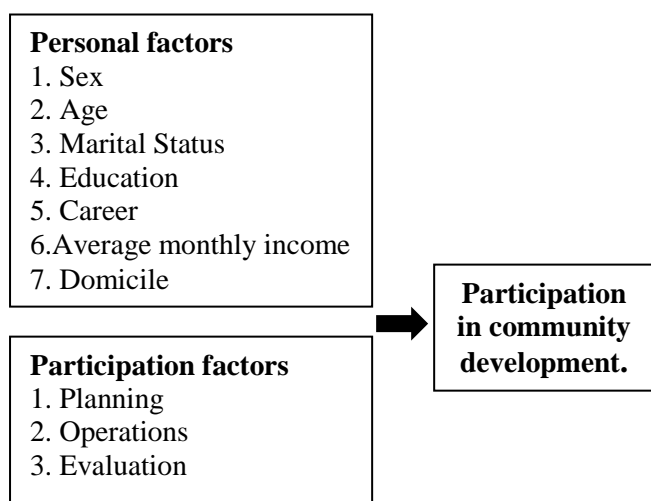 Personal factors
1. Sex
2. Age
3. Marital Status
4. Education
5. Career
6.Average monthly income
7. Domicile
Participation factors
1. Planning
2. Operations
3. Evaluation
Participation
in community
development.